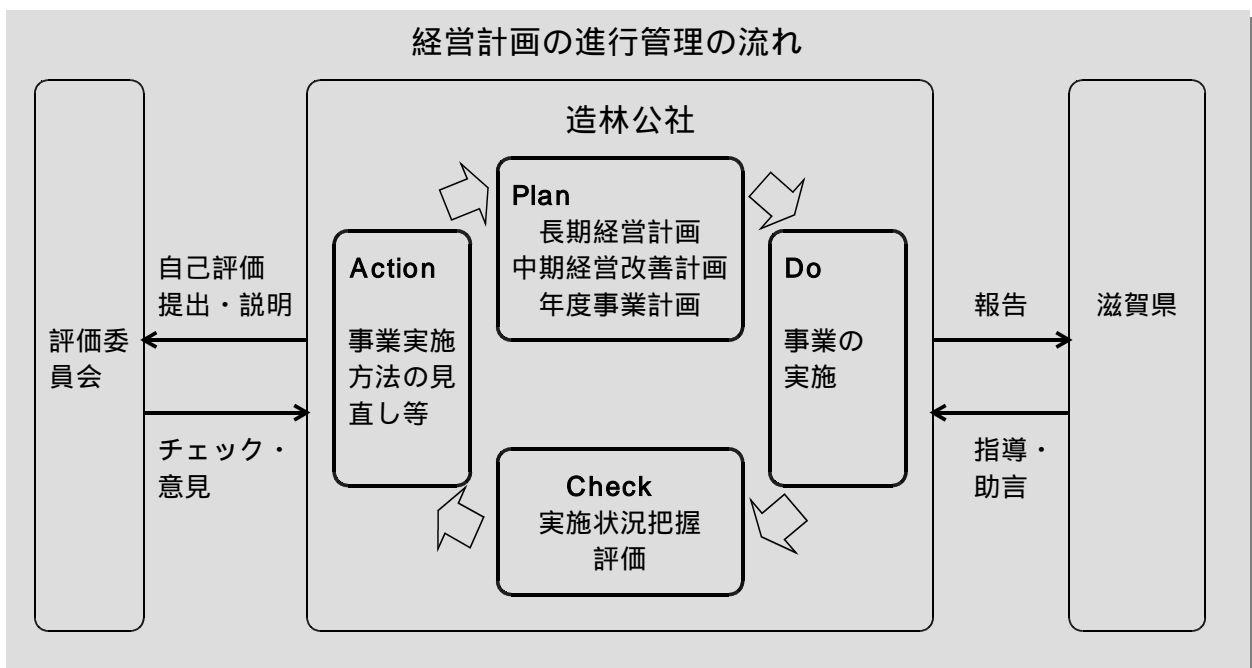 経営計画の進行管理の流れ
造林公社
評価委
員会
自己評価
提出・説明
チェック・
意見
Action
事業実施
方法の見
直し等
Plan
長期経営計画
中期経営改善計画
年度事業計画
Do
事業の
実施
Check
実施状況把握
評価
報告
指導・
助言
滋賀県